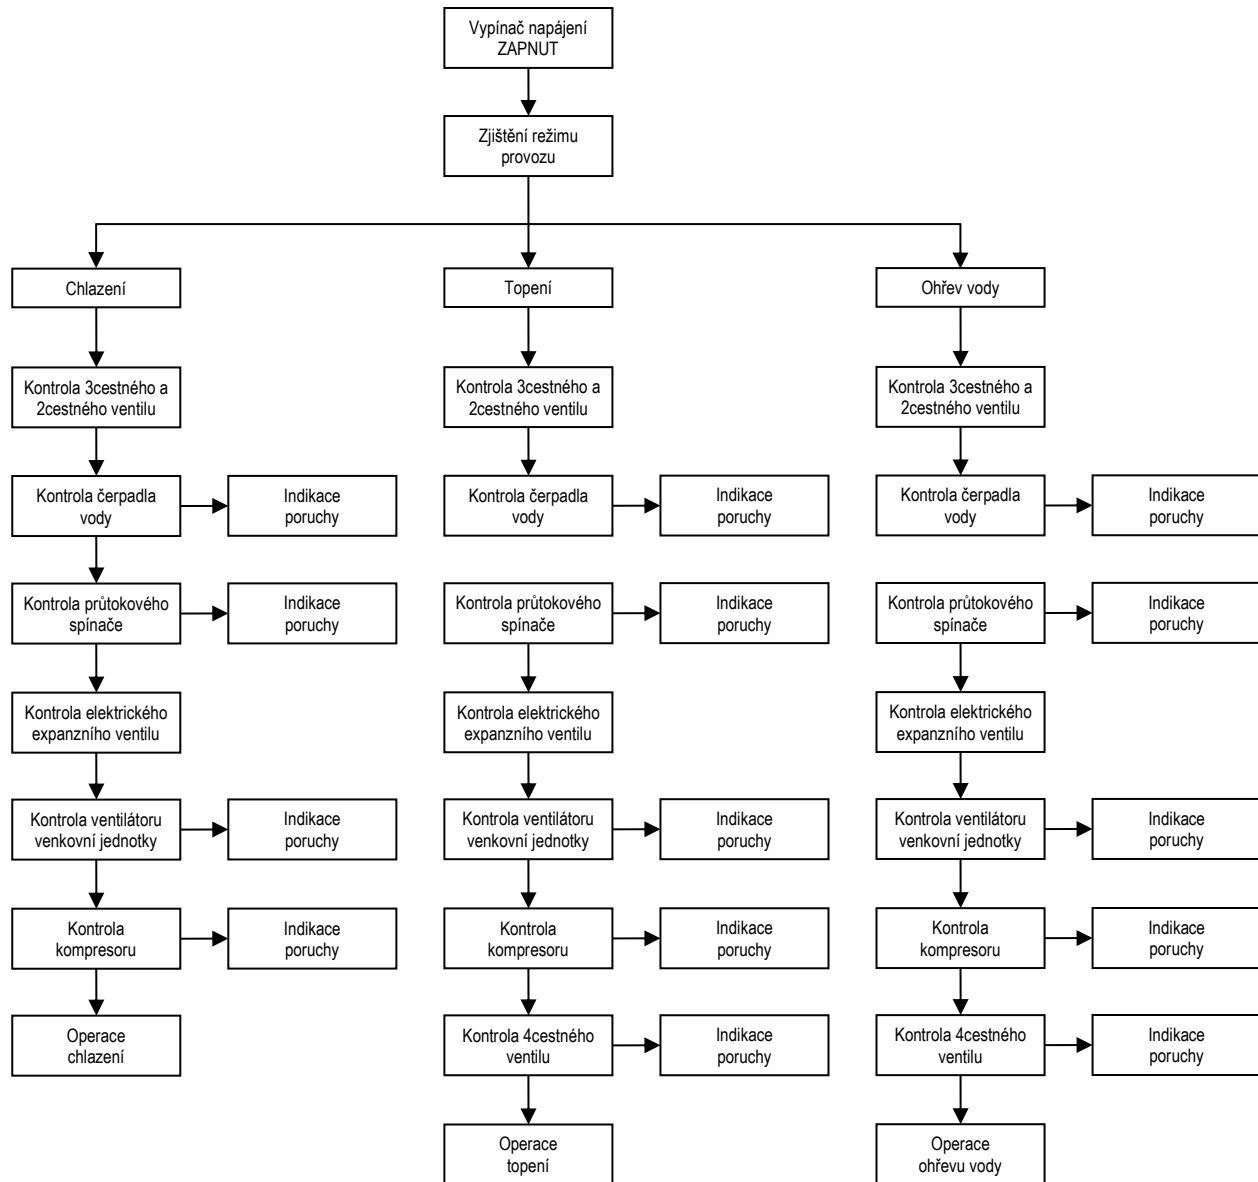 Vypínač napájení
ZAPNUT
Zjištění režimu
provozu
Chlazení
Topení
Ohřev vody
Kontrola 3cestného a
2cestného ventilu
Kontrola 3cestného a
2cestného ventilu
Kontrola 3cestného a
2cestného ventilu
Kontrola čerpadla
vody
Indikace
poruchy
Kontrola čerpadla
vody
Indikace
poruchy
Kontrola čerpadla
vody
Indikace
poruchy
Kontrola průtokového
spínače
Indikace
poruchy
Kontrola průtokového
spínače
Indikace
poruchy
Kontrola průtokového
spínače
Indikace
poruchy
Kontrola elektrického
expanzního ventilu
Kontrola elektrického
expanzního ventilu
Kontrola elektrického
expanzního ventilu
Kontrola ventilátoru
venkovní jednotky
Indikace
poruchy
Kontrola ventilátoru
venkovní jednotky
Indikace
poruchy
Kontrola ventilátoru
venkovní jednotky
Indikace
poruchy
Kontrola
kompresoru
Indikace
poruchy
Kontrola
kompresoru
Indikace
poruchy
Kontrola
kompresoru
Indikace
poruchy
Operace
chlazení
Kontrola 4cestného
ventilu
Indikace
poruchy
Kontrola 4cestného
ventilu
Indikace
poruchy
Operace
topení
Operace
ohřevu vody